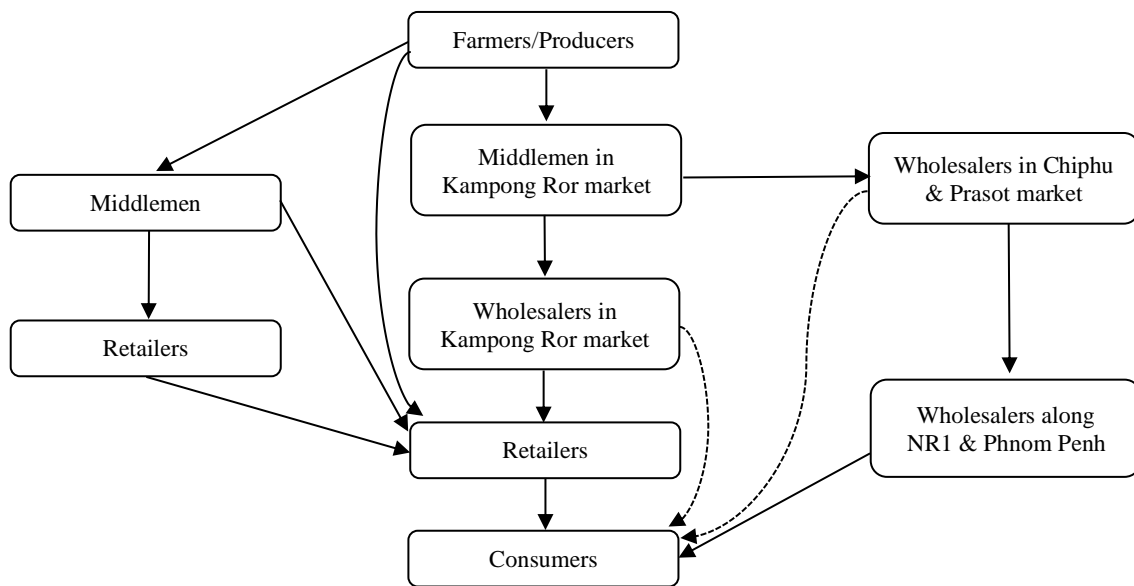 Farmers/Producers
Middlemen in
Kampong Ror market
Wholesalers in Chiphu
& Prasot market
Middlemen
Wholesalers in
Kampong Ror market
Retailers
Wholesalers along
NR1 & Phnom Penh
Retailers
Consumers